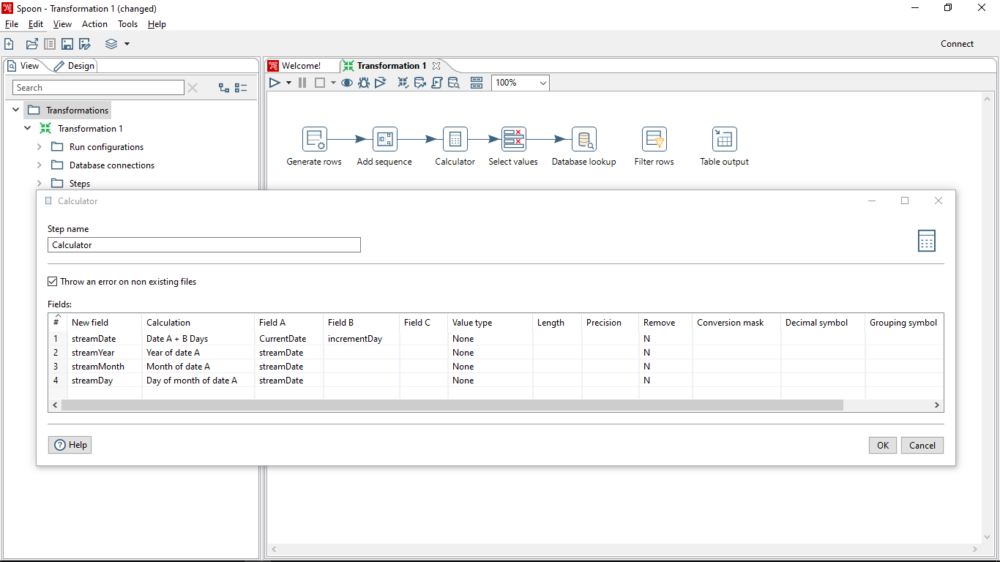 Spoon - Transformation 1 (changed)
File Edit View Action Tools Help
Connect
View Design
Welcome! Transformation 1
Search
100%
Transformations
Transformation 1
Run configurations
Database connections
Steps
Generate rows Add sequence Calculator Select values Database lookup Filter rows Table output
Calculator
Step name
Calculator
Throw an error on non existing files
Fields:
# New field Calculation Field A Field B Field C Value type Length Precision Remove Conversion mask Decimal symbol Grouping symbol
1 streamDate Date A + B Days CurrentDate incrementDay None N
2 streamYear Year of date A streamDate None N
3 streamMonth Month of date A streamDate None N
4 streamDay Day of month of date A streamDate None N
Help OK Cancel